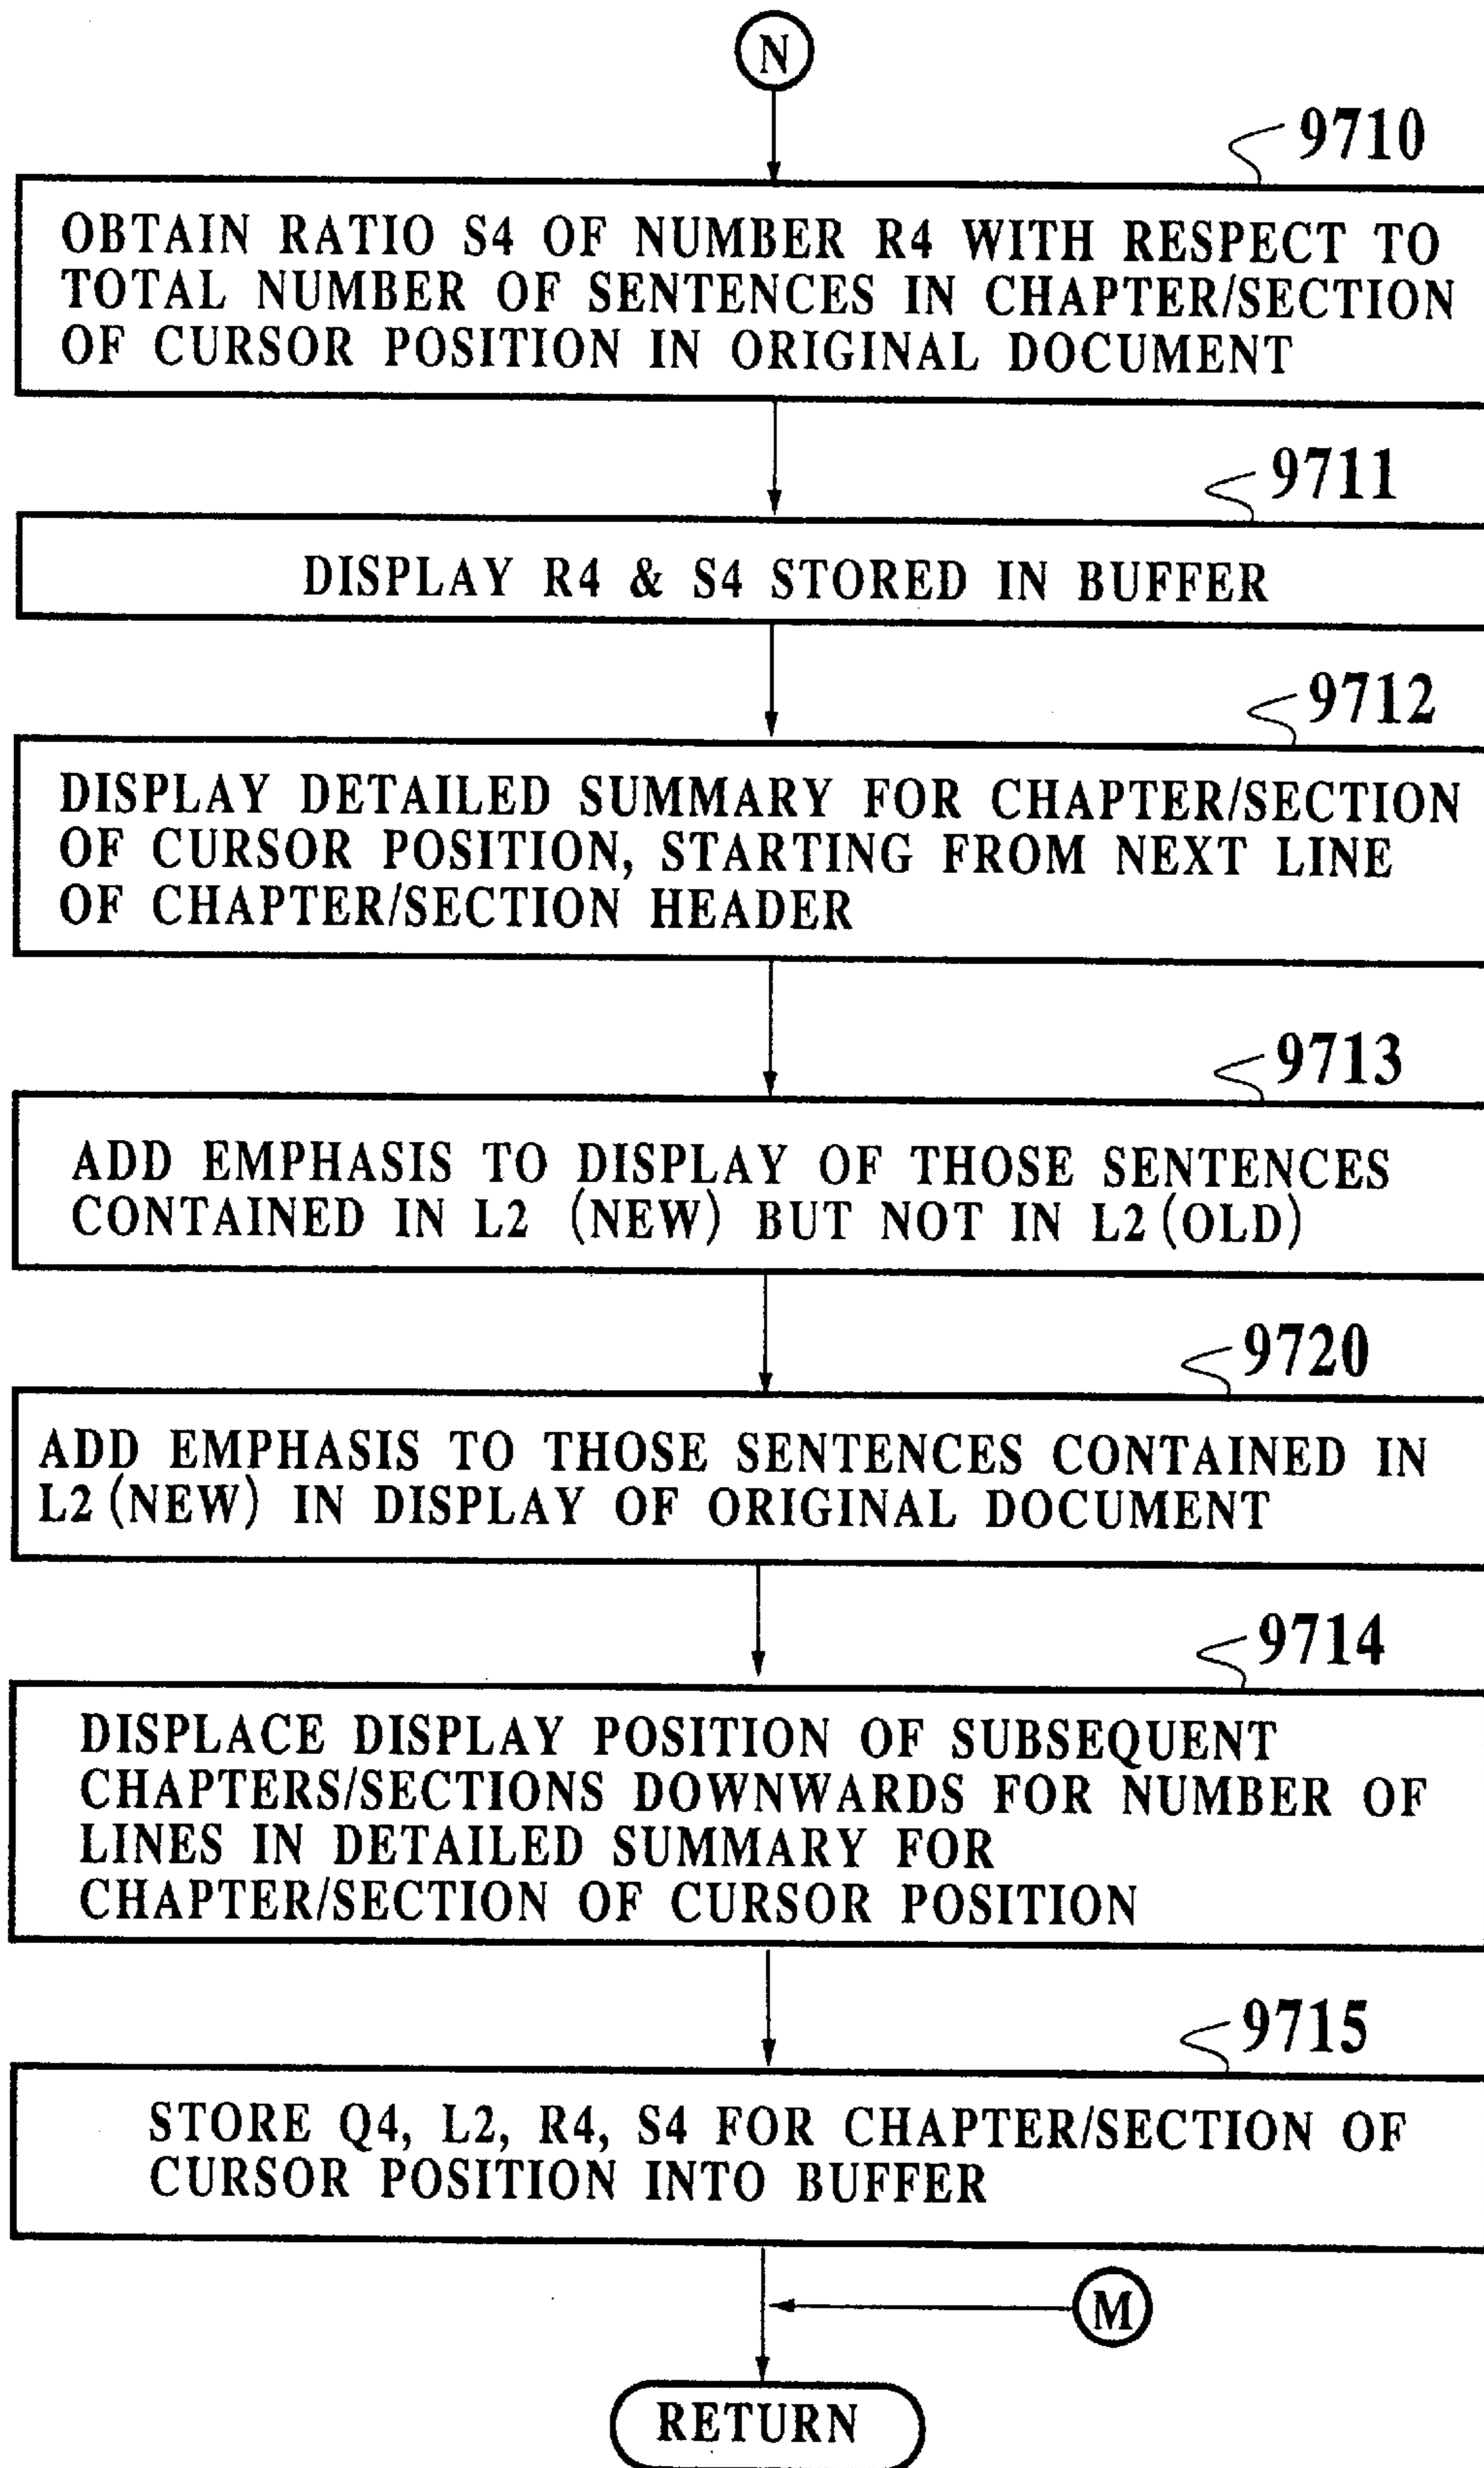 N
9710
OBTAIN RATIO S4 OF NUMBER R4 WITH RESPECT TO
TOTAL NUMBER OF SENTENCES IN CHAPTER/SECTION
OF CURSOR POSITION IN ORIGINAL DOCUMENT
9711
DISPLAY R4 & S4 STORED IN BUFFER
9712
DISPLAY DETAILED SUMMARY FOR CHAPTER/SECTION
OF CURSOR POSITION, STARTING FROM NEXT LINE
OF CHAPTER/SECTION HEADER
9713
ADD EMPHASIS TO DISPLAY OF THOSE SENTENCES
CONTAINED IN L2 (NEW) BUT NOT IN L2 (OLD)
9720
ADD EMPHASIS TO THOSE SENTENCES CONTAINED IN
L2 (NEW) IN DISPLAY OF ORIGINAL DOCUMENT
9714
DISPLACE DISPLAY POSITION OF SUBSEQUENT
CHAPTERS/SECTIONS DOWNWARDS FOR NUMBER OF
LINES IN DETAILED SUMMARY FOR
CHAPTER/SECTION OF CURSOR POSITION
9715
STORE Q4, L2, R4, S4 FOR CHAPTER/SECTION OF
CURSOR POSITION INTO BUFFER
M
RETURN